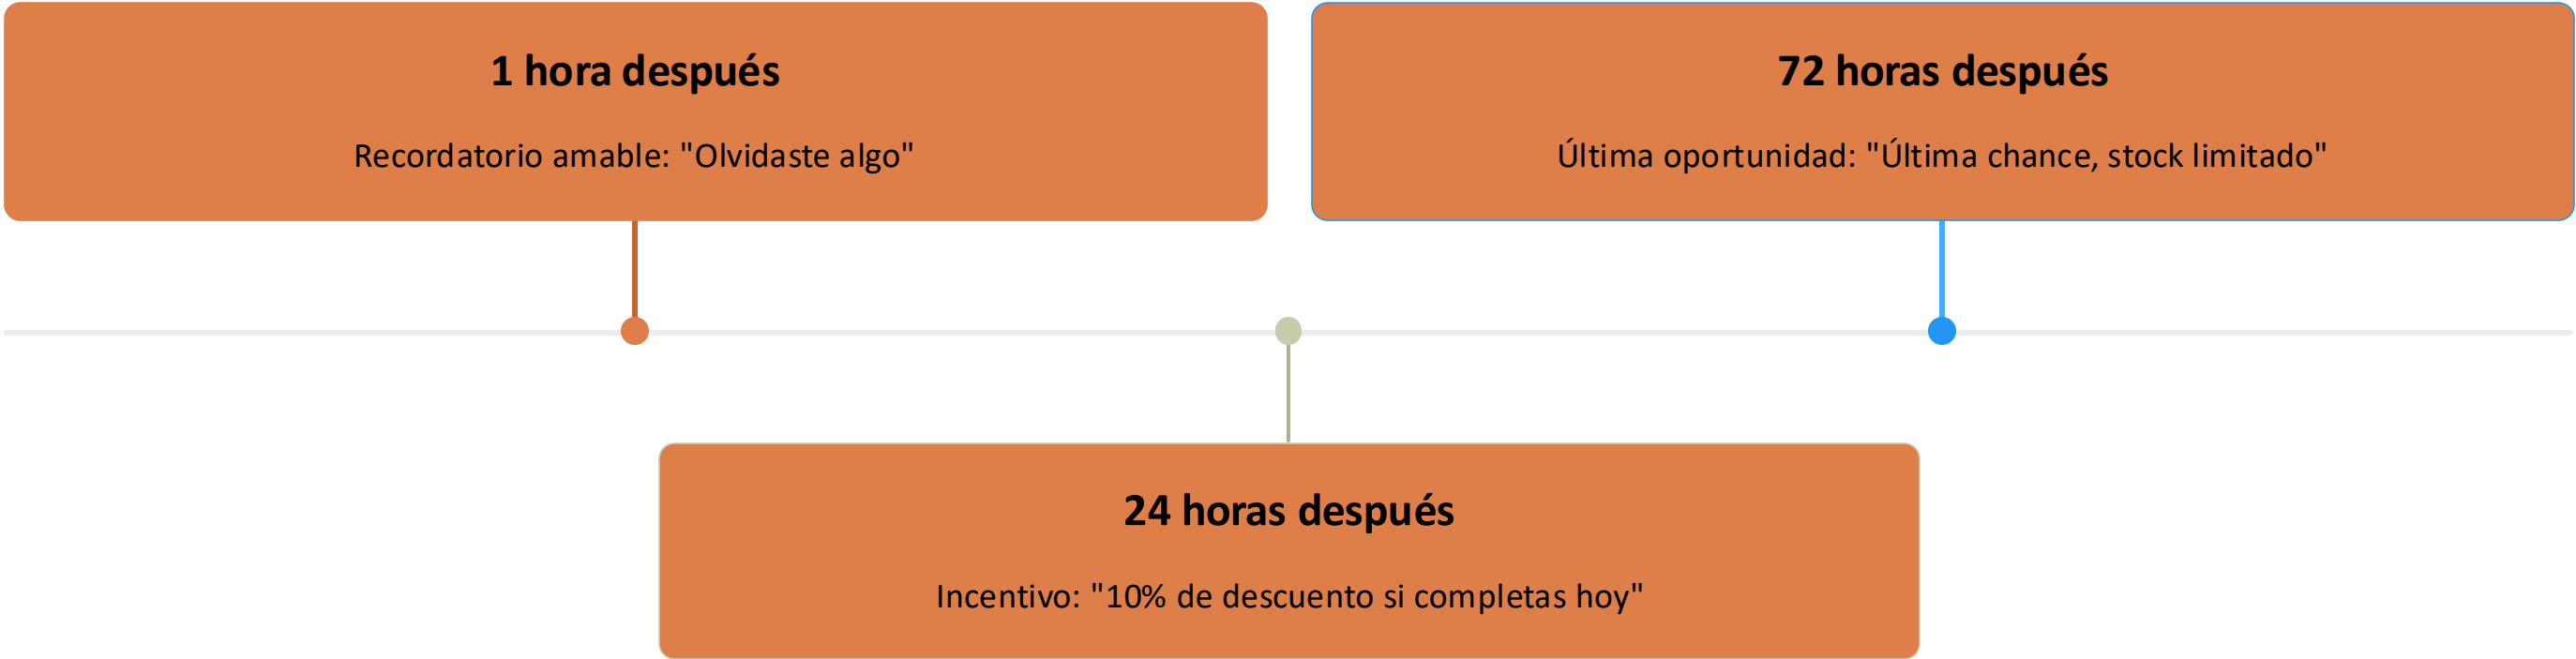 1 hora después
Recordatorio amable: "Olvidaste algo"
72 horas después
Última oportunidad: "Última chance, stock limitado"
24 horas después
Incentivo: "10% de descuento si completas hoy"